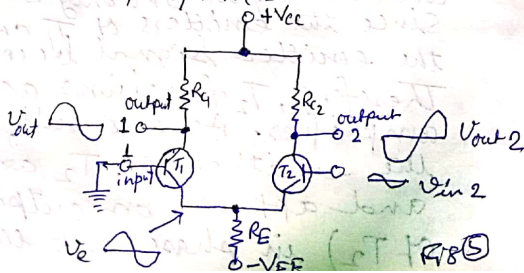 +Vcc
RC1
RC2
output
1
Vout
output
2
Vout 2
1
input
T1
T2
Vin 2
Ve
RE
-VEE
Fig 5